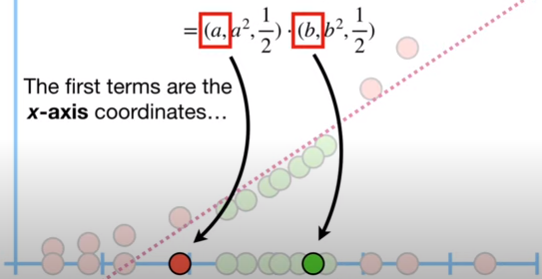 =(a,a²,1/2)·(b,b²,1/2)
The first terms are the
x-axis coordinates…